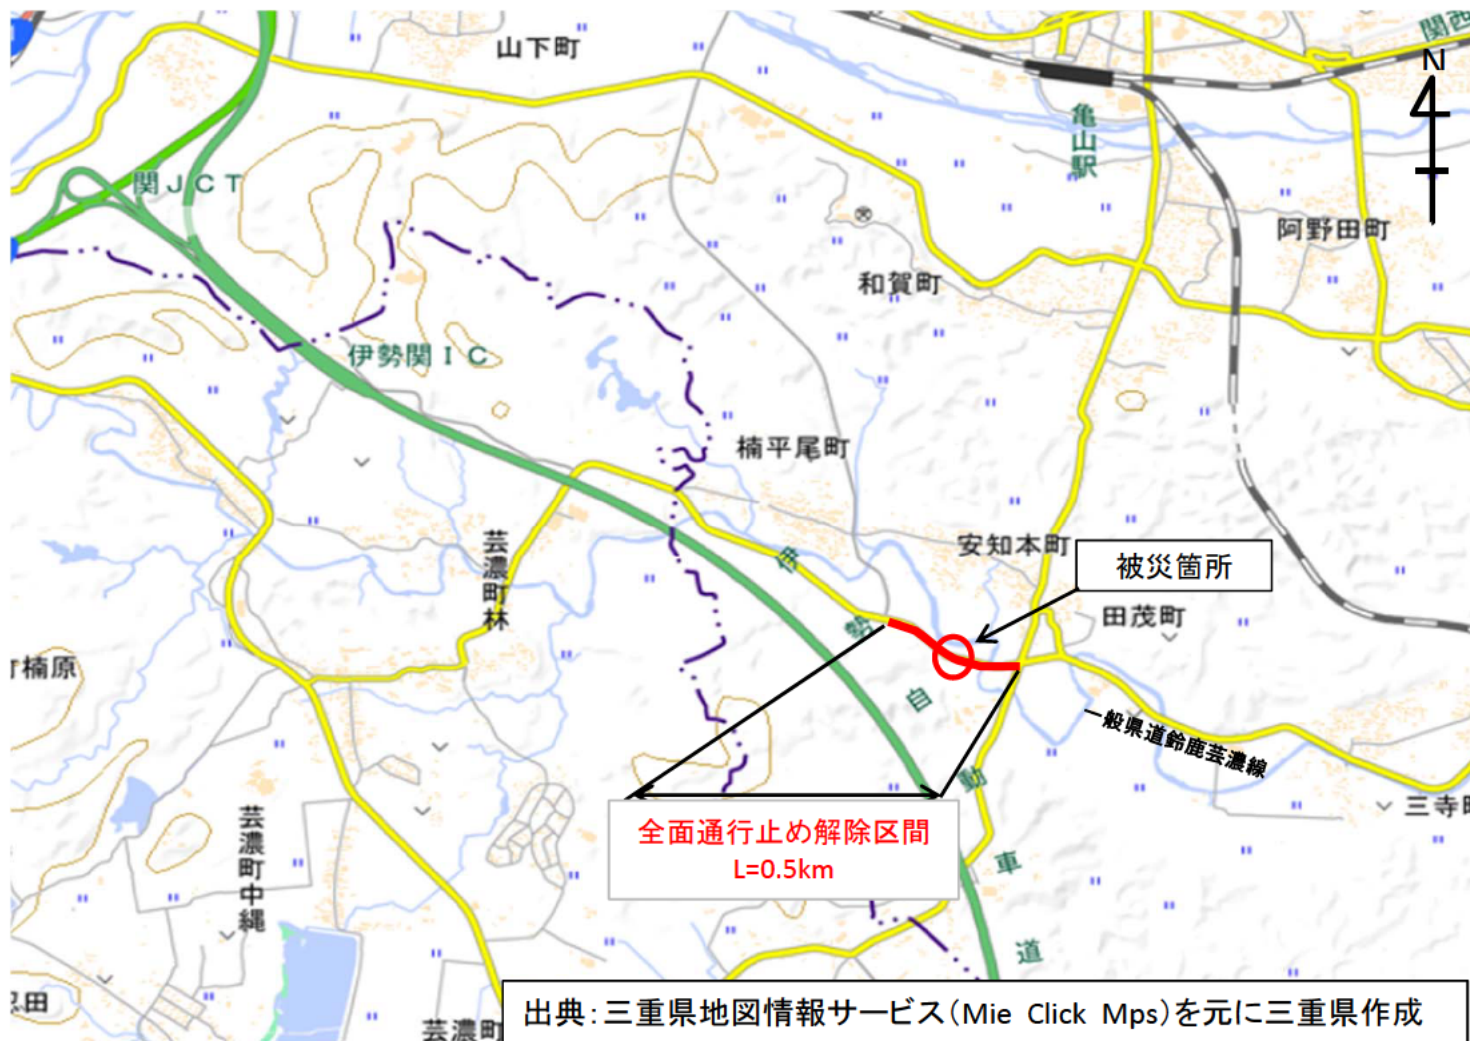 山下町
関西
N
亀山駅
関JCT
阿野田町
和賀町
伊勢関IC
楠平尾町
安知本町
被災箇所
芸濃町林
田茂町
楠原
伊勢自動車道
一般県道鈴鹿芸濃線
三寺町
全面通行止め解除区間
L=0.5km
芸濃町中縄
忍田
芸濃町
出典：三重県地図情報サービス（Mie Click Mps）を元に三重県作成